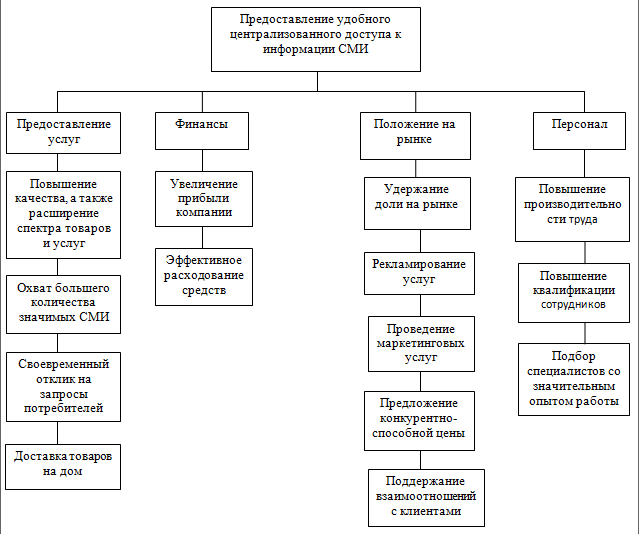 Предоставление удобного
централизованного доступа к
информации СМИ
Предоставление
услуг
Повышение
качества, а также
расширение
спектра товаров
и услуг
Охват большего
количества
значимых СМИ
Своевременный
отклик на
запросы
потребителей
Доставка товаров
на дом
Финансы
Увеличение
прибыли
компании
Эффективное
расходование
средств
Положение на
рынке
Удержание
доли на рынке
Рекламирование
услуг
Проведение
маркетинговых
услуг
Предложение
конкурентно-
способной цены
Поддержание
взаимоотношений
с клиентами
Персонал
Повышение
производительно
сти труда
Повышение
квалификации
сотрудников
Подбор
специалистов со
значительным
опытом работы